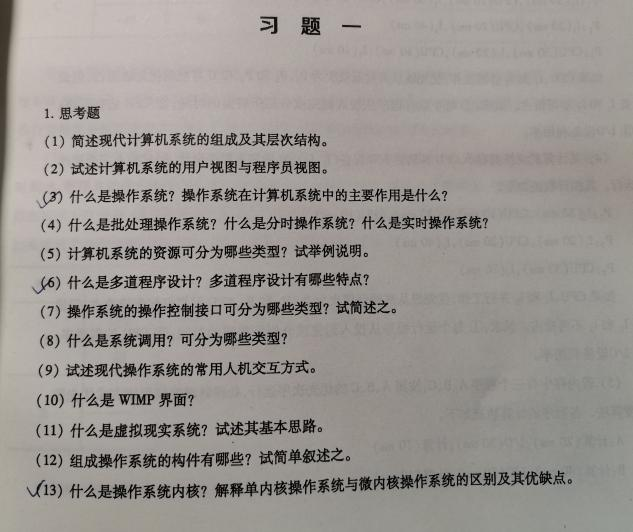 习题一
1. 思考题
(1) 简述现代计算机系统的组成及其层次结构。
(2) 试述计算机系统的用户视图与程序员视图。
(3) 什么是操作系统？操作系统在计算机系统中的主要作用是什么？
(4) 什么是批处理操作系统？什么是分时操作系统？什么是实时操作系统？
(5) 计算机系统的资源可分为哪些类型？试举例说明。
(6) 什么是多道程序设计？多道程序设计有哪些特点？
(7) 操作系统的操作控制接口可分为哪些类型？试简述之。
(8) 什么是系统调用？可分为哪些类型？
(9) 试述现代操作系统的常用人机交互方式。
(10) 什么是 WIMP 界面？
(11) 什么是虚拟现实系统？试述其基本思路。
(12) 组成操作系统的构件有哪些？试简单叙述之。
(13) 什么是操作系统内核？解释单内核操作系统与微内核操作系统的区别及其优缺点。